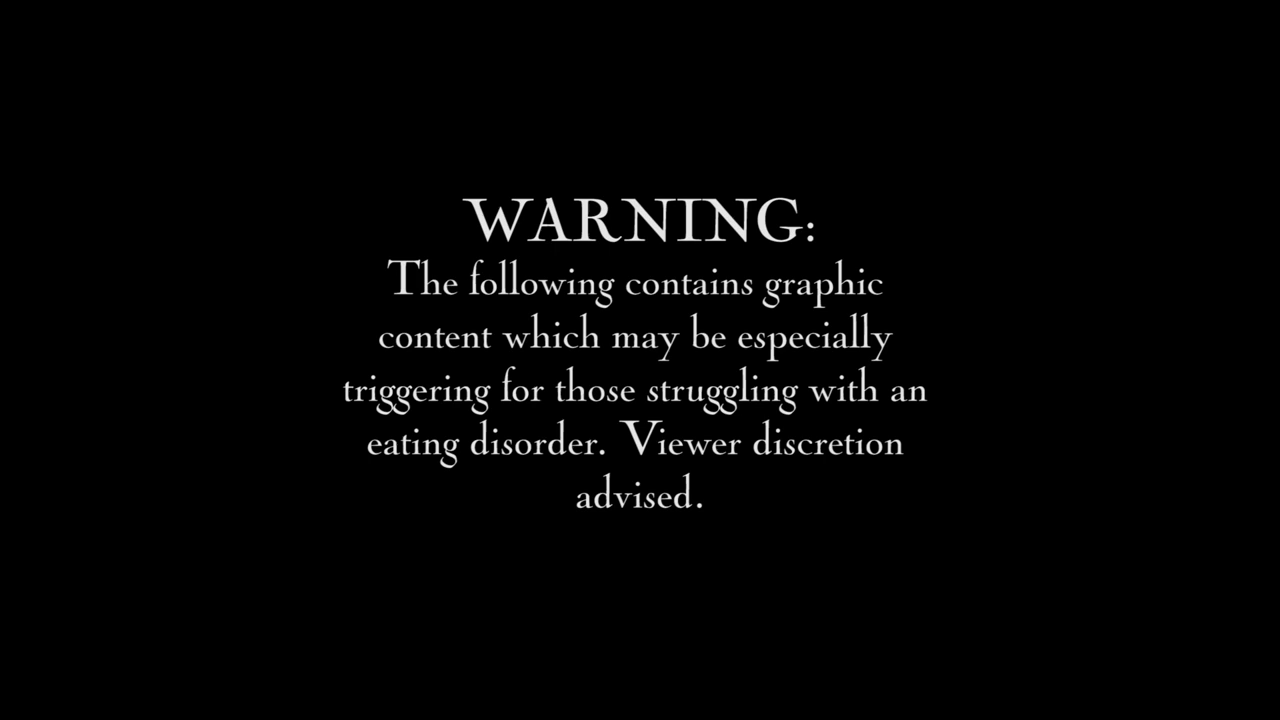 WARNING:
The following contains graphic
content which may be especially
triggering for those struggling with an
eating disorder. Viewer discretion
advised.